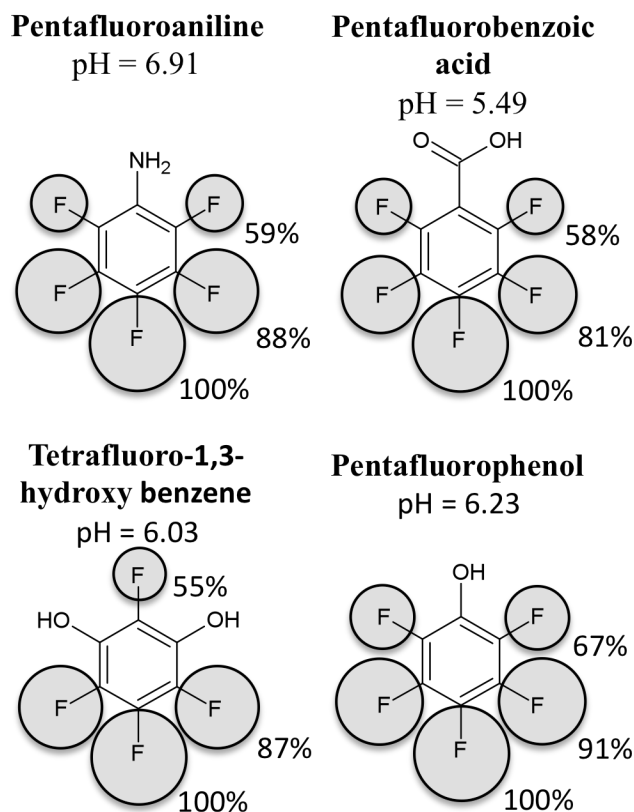 Pentafluoroaniline
pH = 6.91
NH2
F
F
59%
F
F
88%
F
100%
Pentafluorobenzoic
acid
pH = 5.49
O
OH
F
F
58%
F
F
81%
F
100%
Tetrafluoro-1,3-
hydroxy benzene
pH = 6.03
F
55%
HO
OH
F
F
87%
F
100%
Pentafluorophenol
pH = 6.23
OH
F
F
67%
F
F
91%
F
100%